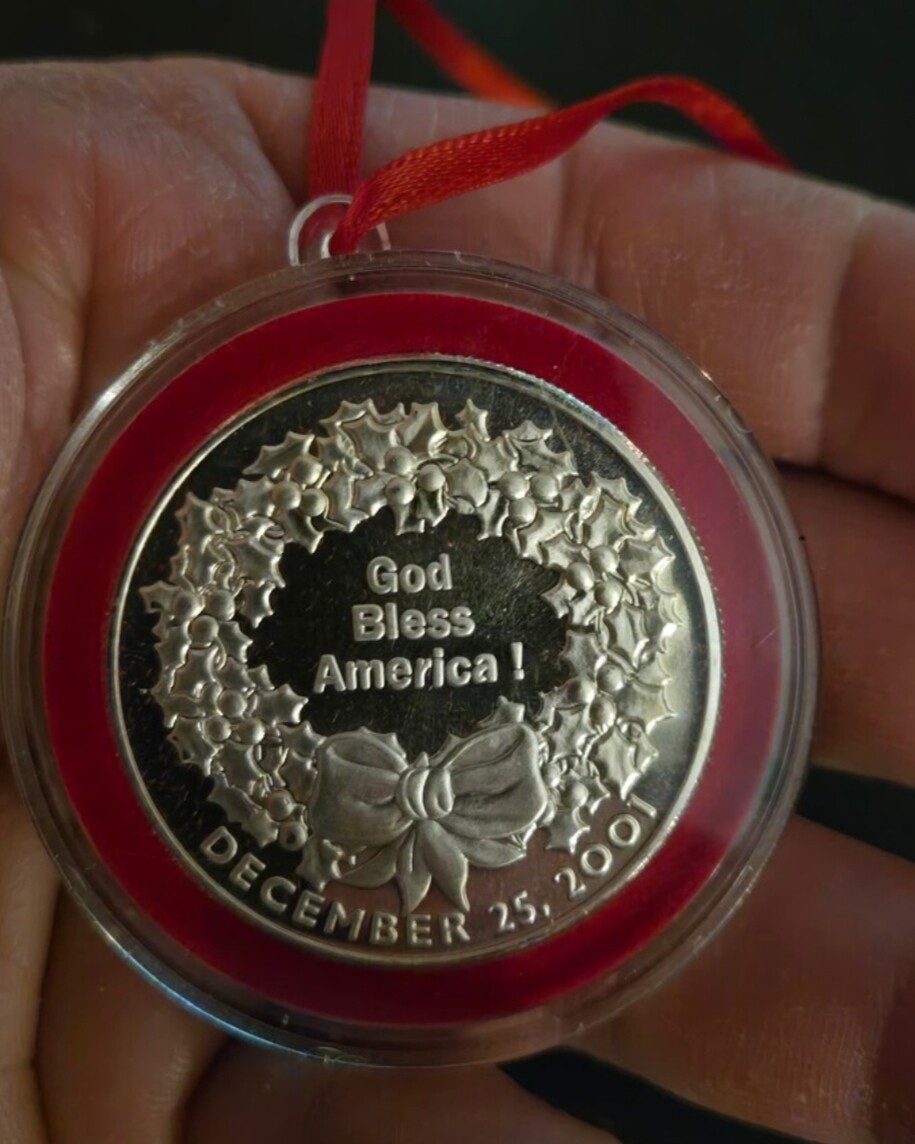 God
Bless
America!
DECEMBER 25, 2001